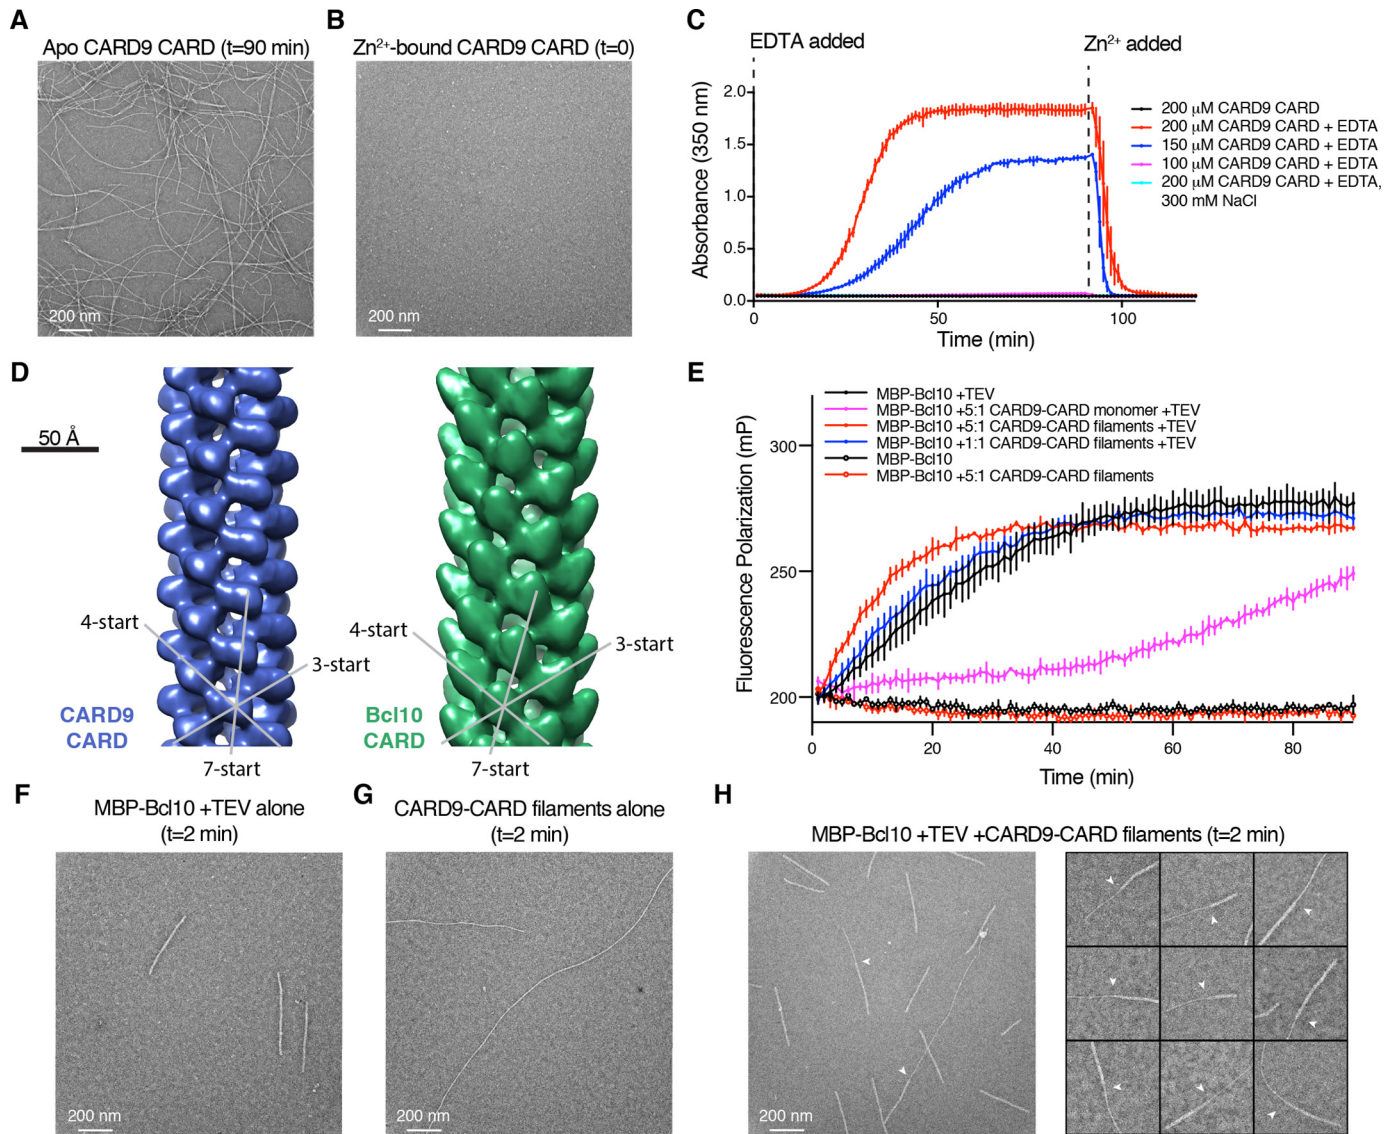 A
Apo CARD9 CARD (t=90 min)
200 nm
B
Zn²⁺-bound CARD9 CARD (t=0)
200 nm
C
EDTA added
Zn²⁺ added
Absorbance (350 nm)
2.0
1.5
1.0
0.5
0.0
0
50
100
Time (min)
200 μM CARD9 CARD
200 μM CARD9 CARD + EDTA
150 μM CARD9 CARD + EDTA
100 μM CARD9 CARD + EDTA
200 μM CARD9 CARD + EDTA,
300 mM NaCl
D
50 Å
4-start
3-start
7-start
CARD9
CARD
4-start
3-start
7-start
Bcl10
CARD
E
MBP-Bcl10 +TEV
MBP-Bcl10 +5:1 CARD9-CARD monomer +TEV
MBP-Bcl10 +5:1 CARD9-CARD filaments +TEV
MBP-Bcl10 +1:1 CARD9-CARD filaments +TEV
MBP-Bcl10
MBP-Bcl10 +5:1 CARD9-CARD filaments
Fluorescence Polarization (mP)
300
250
200
0
20
40
60
80
Time (min)
F
MBP-Bcl10 +TEV alone
(t=2 min)
200 nm
G
CARD9-CARD filaments alone
(t=2 min)
200 nm
H
MBP-Bcl10 +TEV +CARD9-CARD filaments (t=2 min)
200 nm